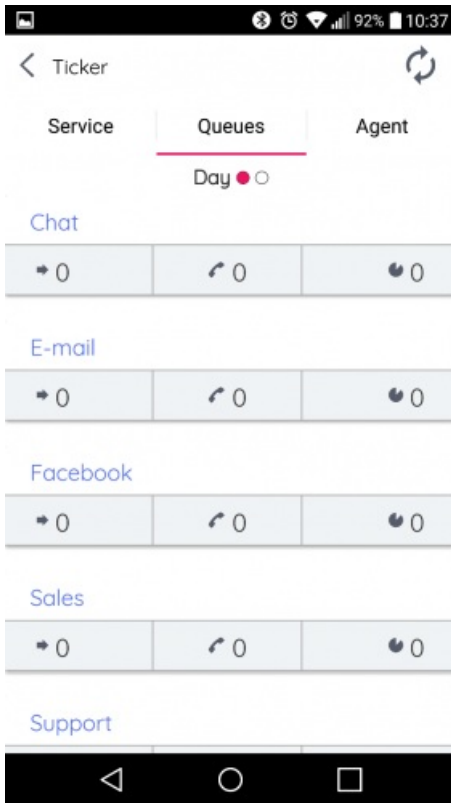 92% 10:37
Ticker
Service Queues Agent
Day
Chat
0 0 0
E-mail
0 0 0
Facebook
0 0 0
Sales
0 0 0
Support